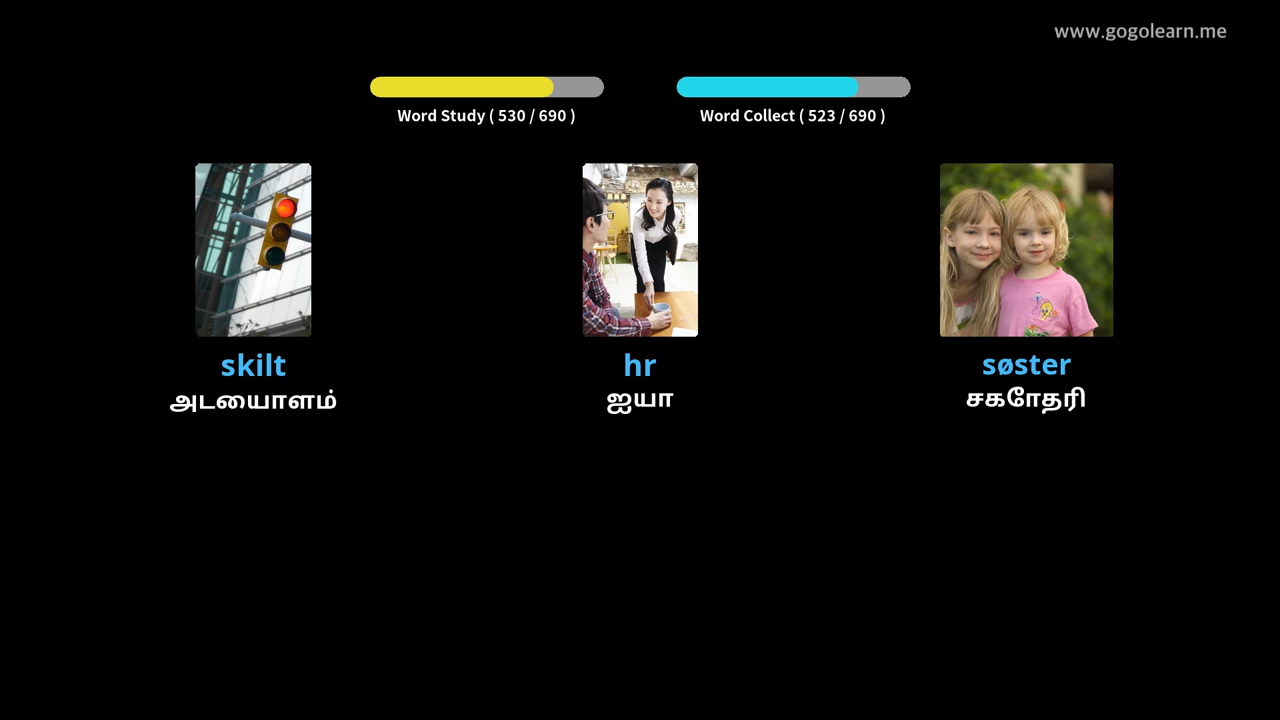 www.gogolearn.me
Word Study ( 530 / 690 )
Word Collect ( 523 / 690 )
skilt
அடையாளம்
hr
ஐயா
søster
சகோதரி